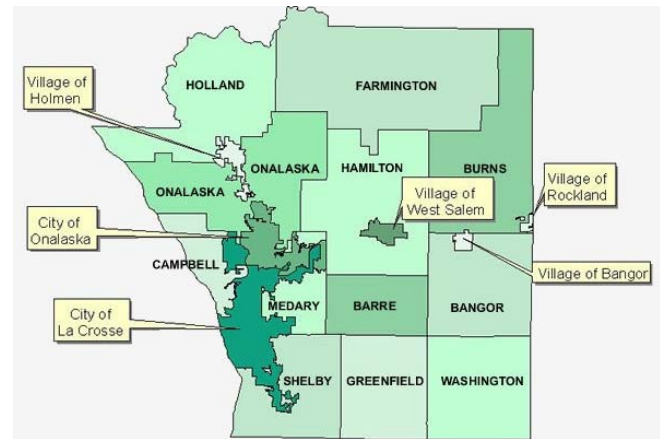 HOLLAND
FARMINGTON
Village of
Holmen
ONALASKA
HAMILTON
BURNS
ONALASKA
Village of
West Salem
Village of
Rockland
City of
Onalaska
CAMPBELL
Village of Bangor
City of
La Crosse
MEDARY
BARRE
BANGOR
SHELBY
GREENFIELD
WASHINGTON